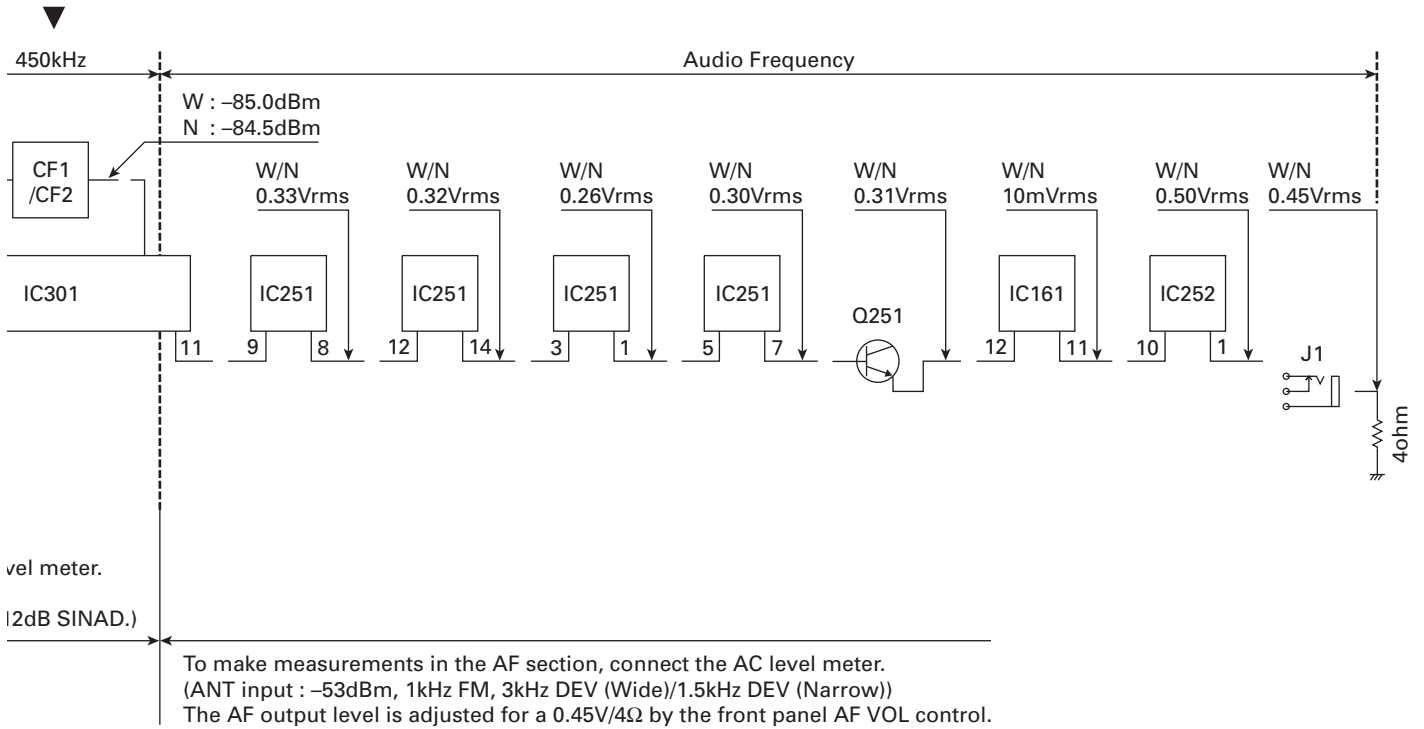 450kHz
Audio Frequency
W : –85.0dBm
N : –84.5dBm
CF1
/CF2
W/N
0.33Vrms
W/N
0.32Vrms
W/N
0.26Vrms
W/N
0.30Vrms
W/N
0.31Vrms
W/N
10mVrms
W/N
0.50Vrms
W/N
0.45Vrms
IC301
IC251
IC251
IC251
IC251
Q251
IC161
IC252
11
9
8
12
14
3
1
5
7
12
11
10
1
J1
4ohm
vel meter.
12dB SINAD.)
To make measurements in the AF section, connect the AC level meter.
(ANT input : –53dBm, 1kHz FM, 3kHz DEV (Wide)/1.5kHz DEV (Narrow))
The AF output level is adjusted for a 0.45V/4Ω by the front panel AF VOL control.